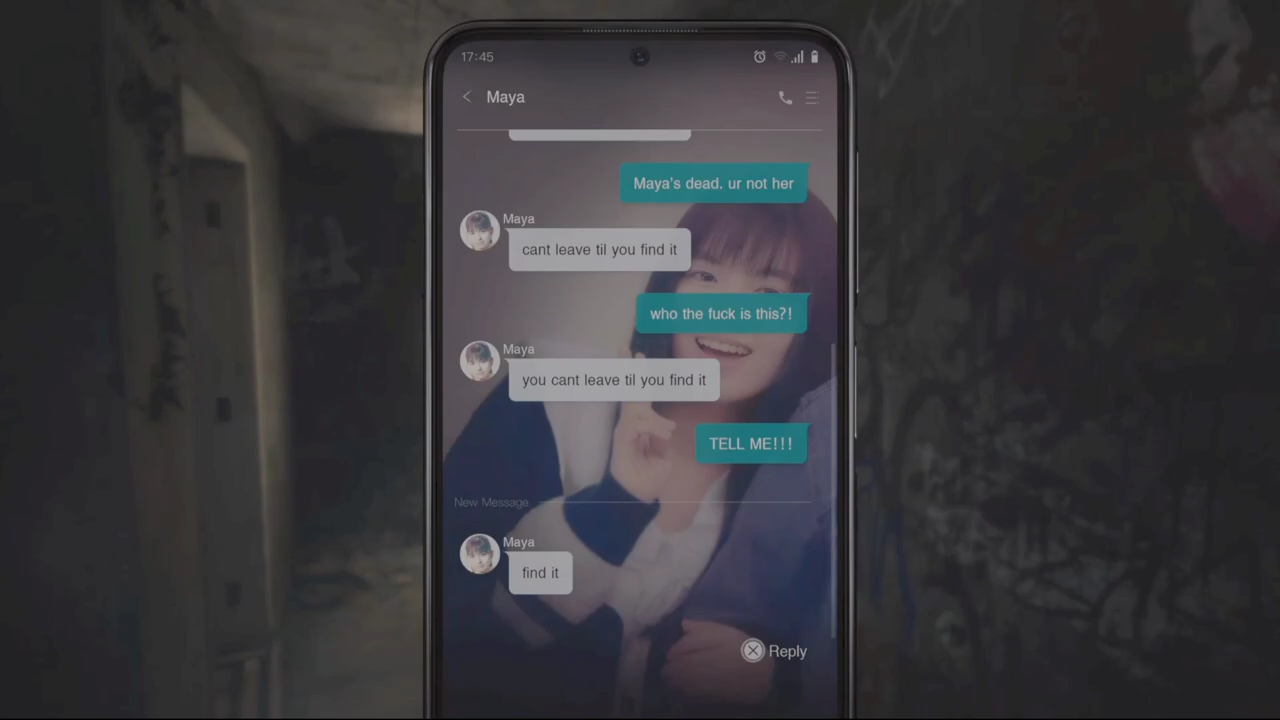 17:45
Maya
Maya's dead. ur not her
Maya
cant leave til you find it
who the fuck is this?!
Maya
you cant leave til you find it
TELL ME!!!
New Message
Maya
find it
Reply